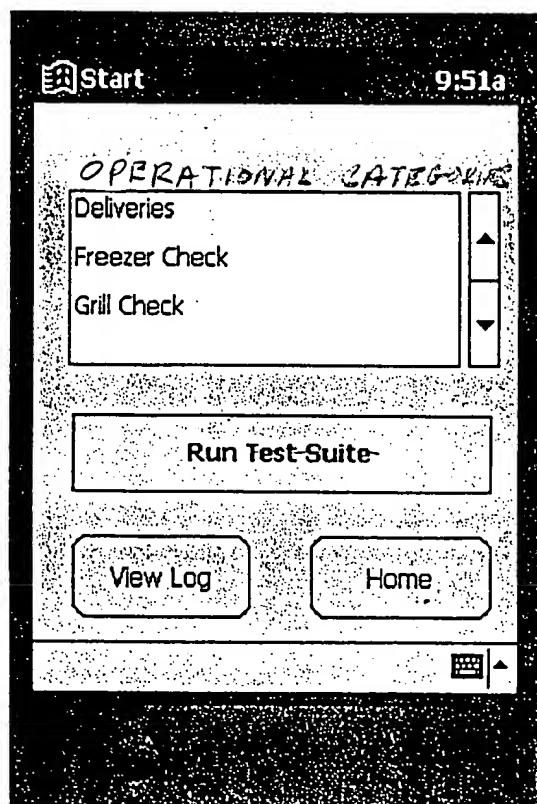 Start 9:51a
OPERATIONAL CATEGORIES
Deliveries
Freezer Check
Grill Check
Run Test Suite
View Log Home